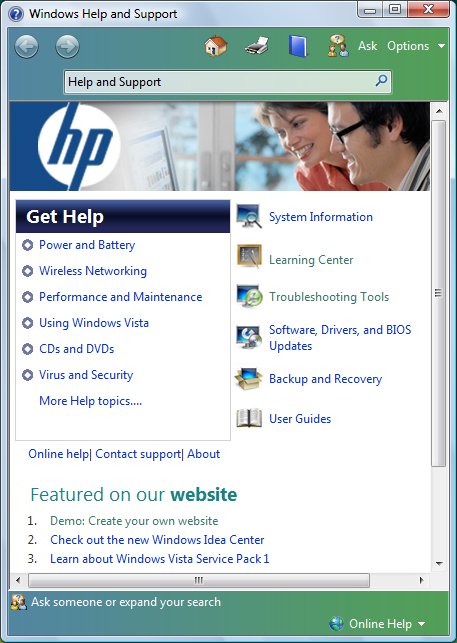 Windows Help and Support
Ask Options
Help and Support
hp
Get Help
Power and Battery
Wireless Networking
Performance and Maintenance
Using Windows Vista
CDs and DVDs
Virus and Security
More Help topics....
System Information
Learning Center
Troubleshooting Tools
Software, Drivers, and BIOS
Updates
Backup and Recovery
User Guides
Online help| Contact support| About
Featured on our website
1. Demo: Create your own website
2. Check out the new Windows Idea Center
3. Learn about Windows Vista Service Pack 1
Ask someone or expand your search
Online Help